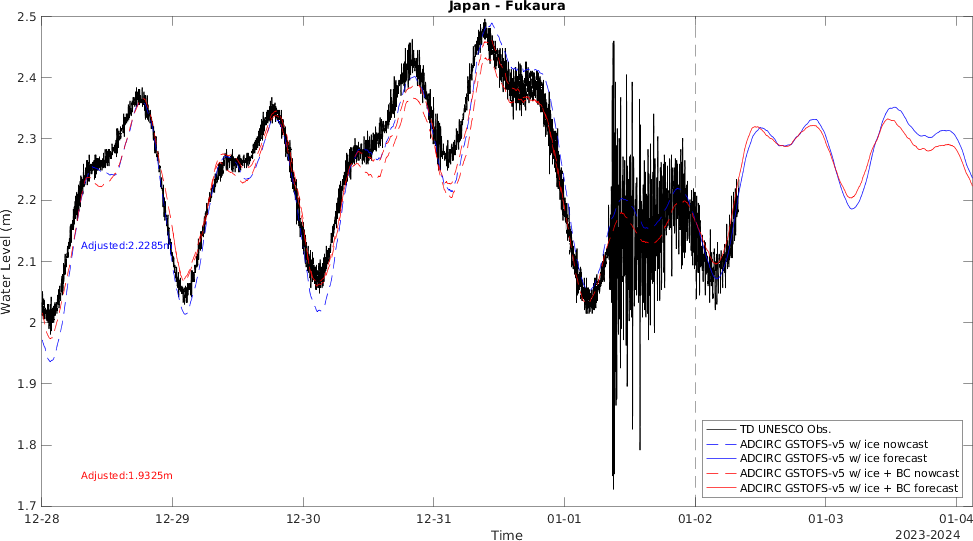 Japan - Fukaura
2.5
2.4
2.3
2.2
2.1
2
1.9
1.8
1.7
Water Level (m)
Adjusted:2.2285m
Adjusted:1.9325m
TD UNESCO Obs.
ADCIRC GSTOFS-v5 w/ ice nowcast
ADCIRC GSTOFS-v5 w/ ice forecast
ADCIRC GSTOFS-v5 w/ ice + BC nowcast
ADCIRC GSTOFS-v5 w/ ice + BC forecast
12-28 12-29 12-30 12-31 01-01 01-02 01-03 01-04
Time
2023-2024